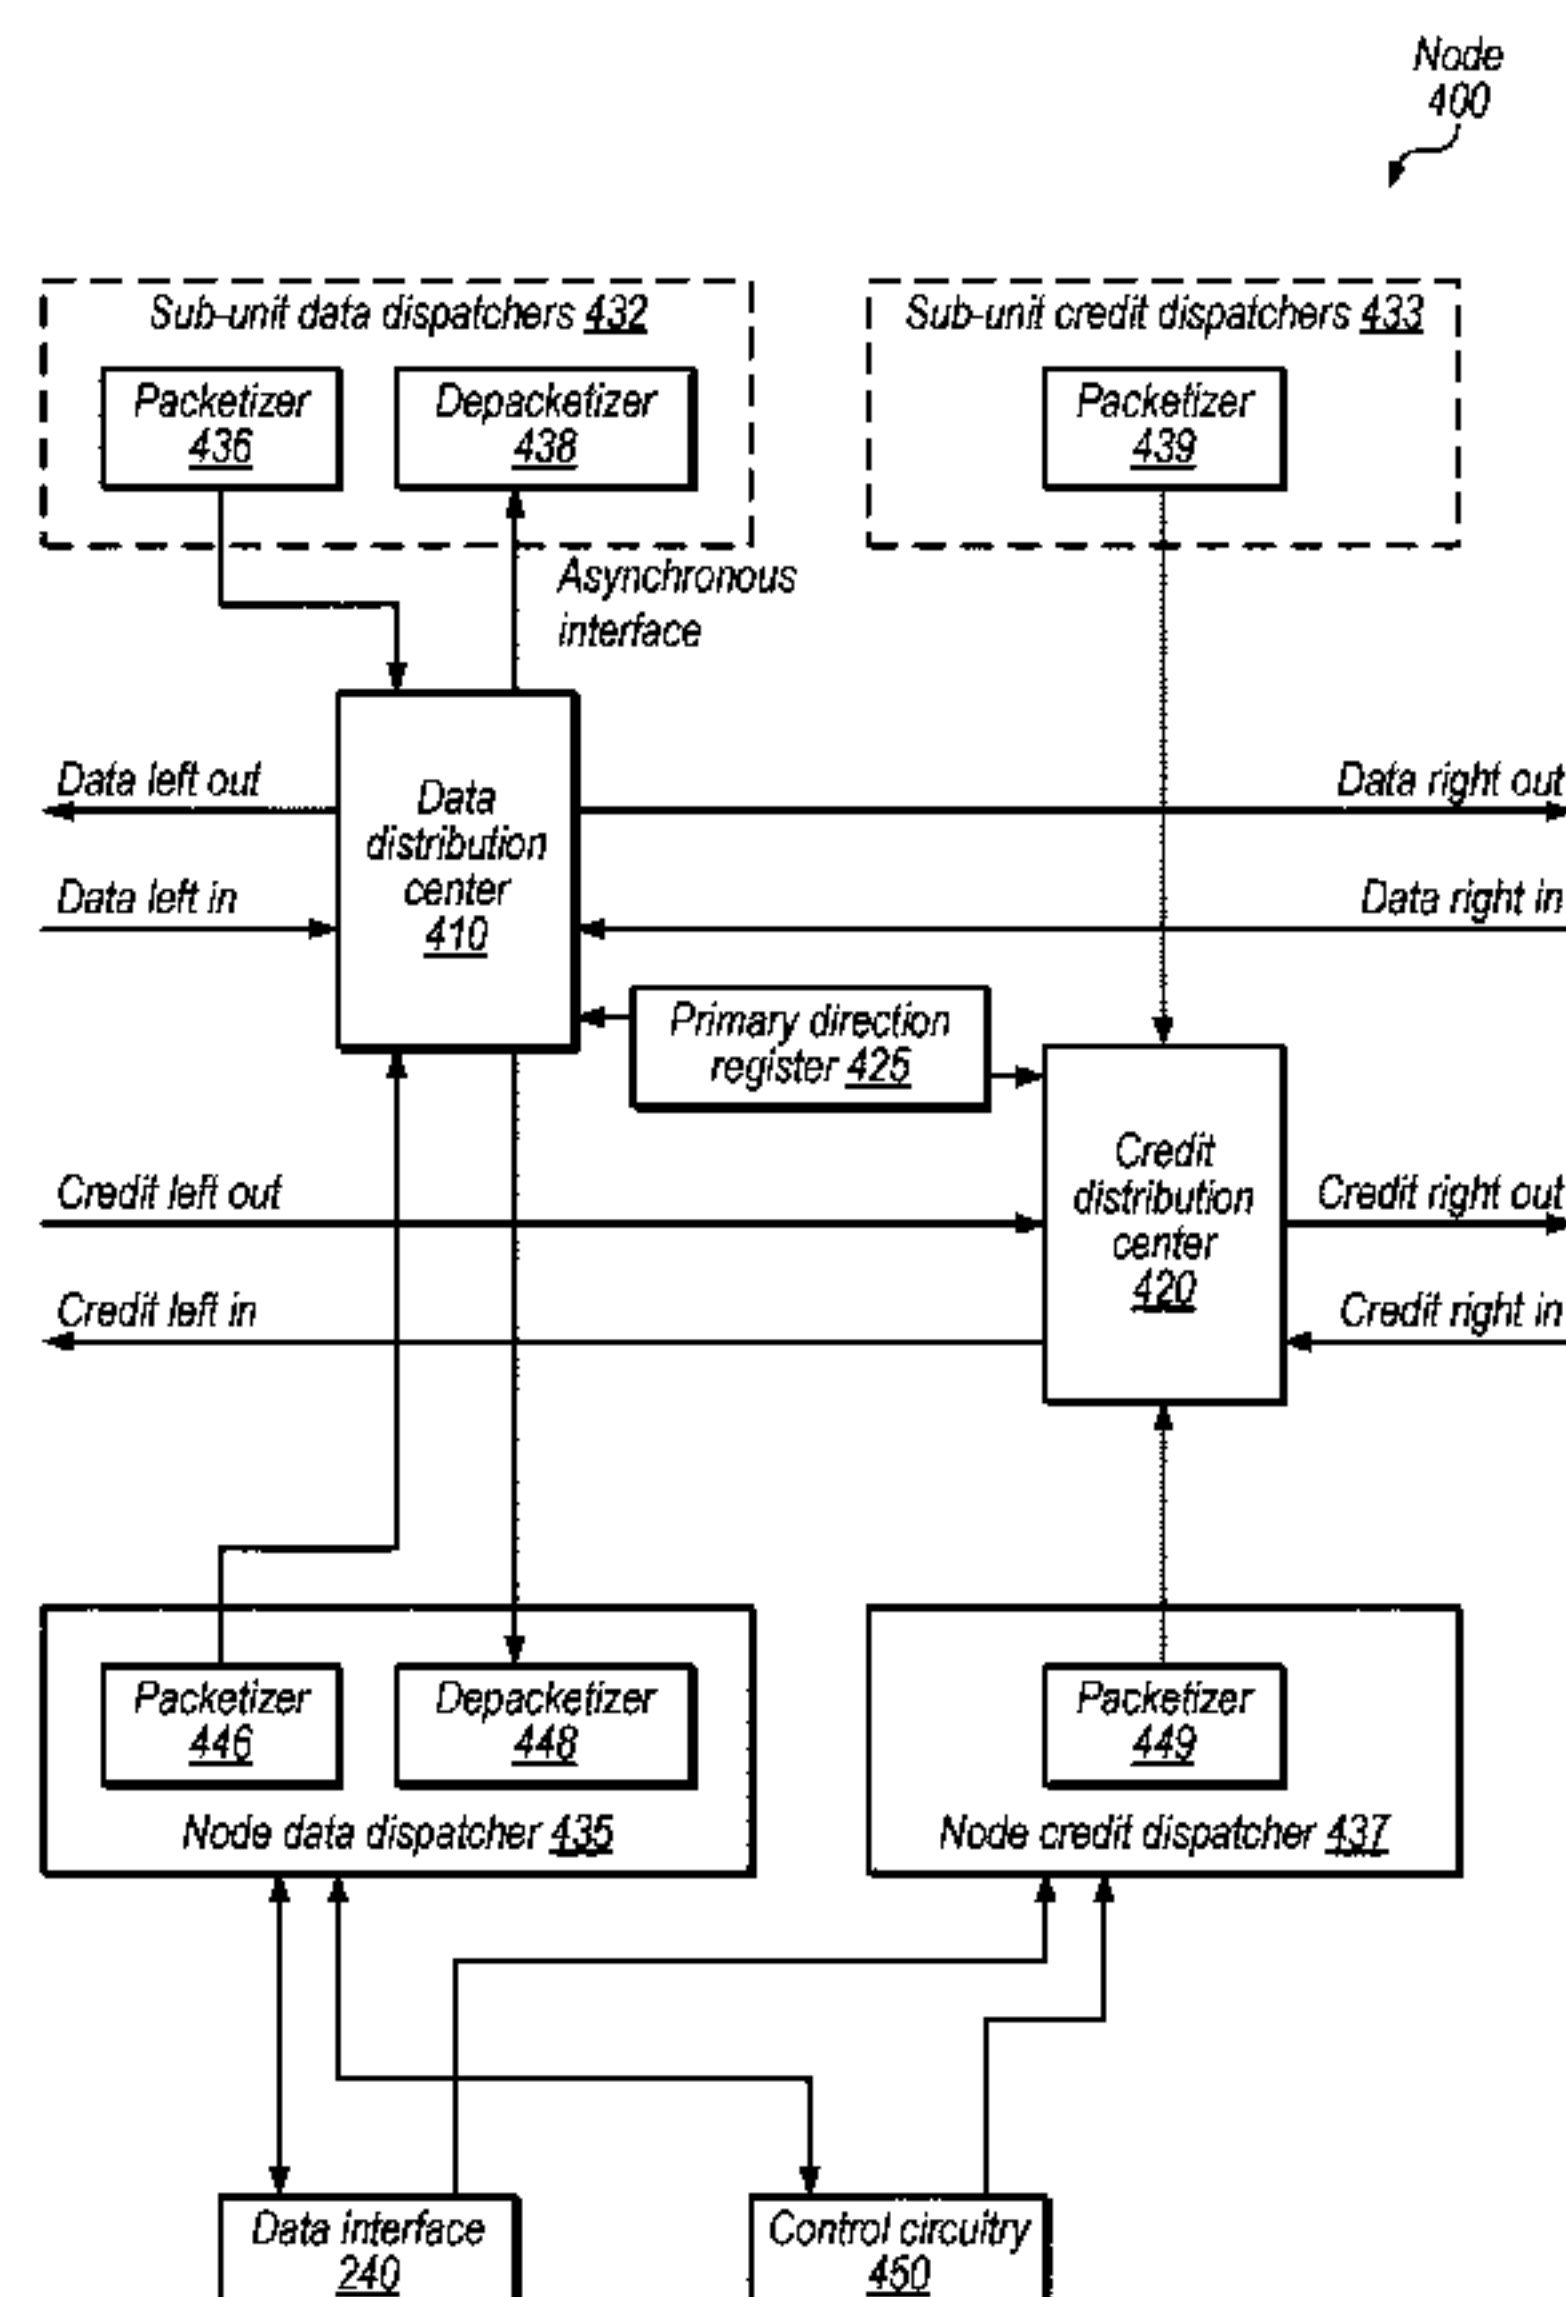 Node
400
Sub-unit data dispatchers 432
Sub-unit credit dispatchers 433
Packetizer
436
Depacketizer
438
Packetizer
439
Asynchronous
interface
Data left out
Data
distribution
center
410
Data right out
Data left in
Data right in
Primary direction
register 425
Credit
distribution
center
420
Credit left out
Credit right out
Credit left in
Credit right in
Packetizer
446
Depacketizer
448
Packetizer
449
Node data dispatcher 435
Node credit dispatcher 437
Data interface
240
Control circuitry
450